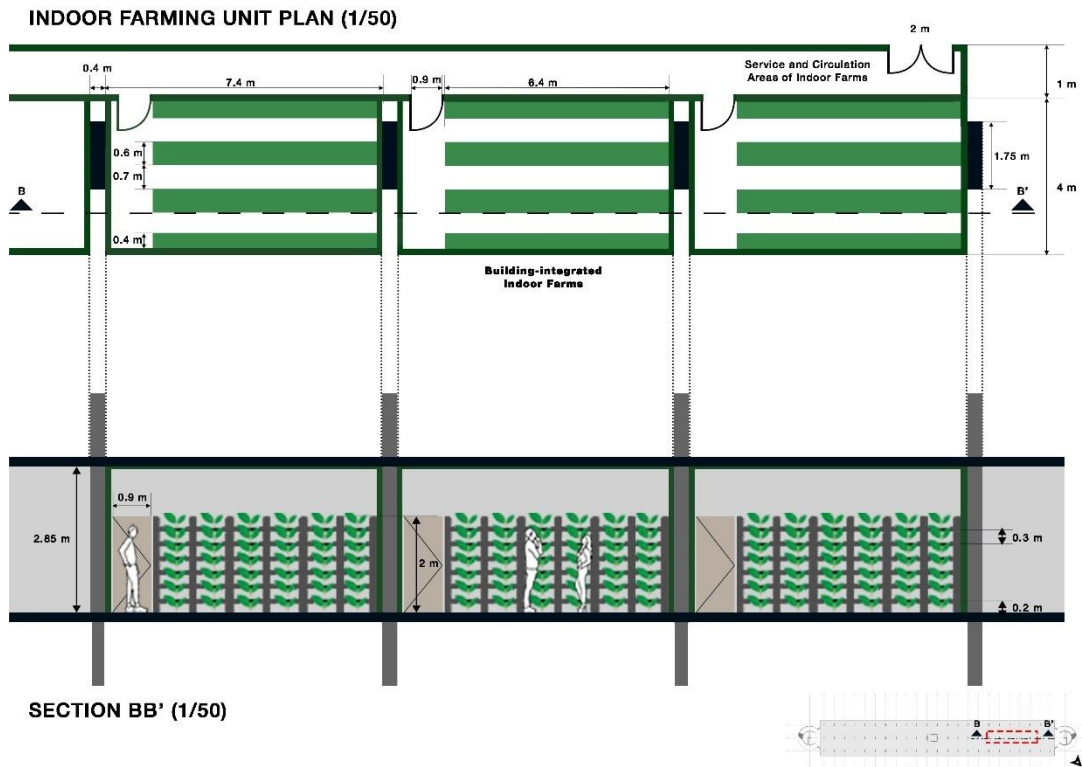 INDOOR FARMING UNIT PLAN (1/50)
2 m
Service and Circulation
Areas of Indoor Farms
0.4 m
7.4 m
0.9 m
6.4 m
1 m
0.6 m
0.7 m
1.75 m
4 m
B
B'
0.4 m
Building-integrated
Indoor Farms
0.9 m
2.85 m
2 m
0.3 m
0.2 m
SECTION BB' (1/50)
B
B'